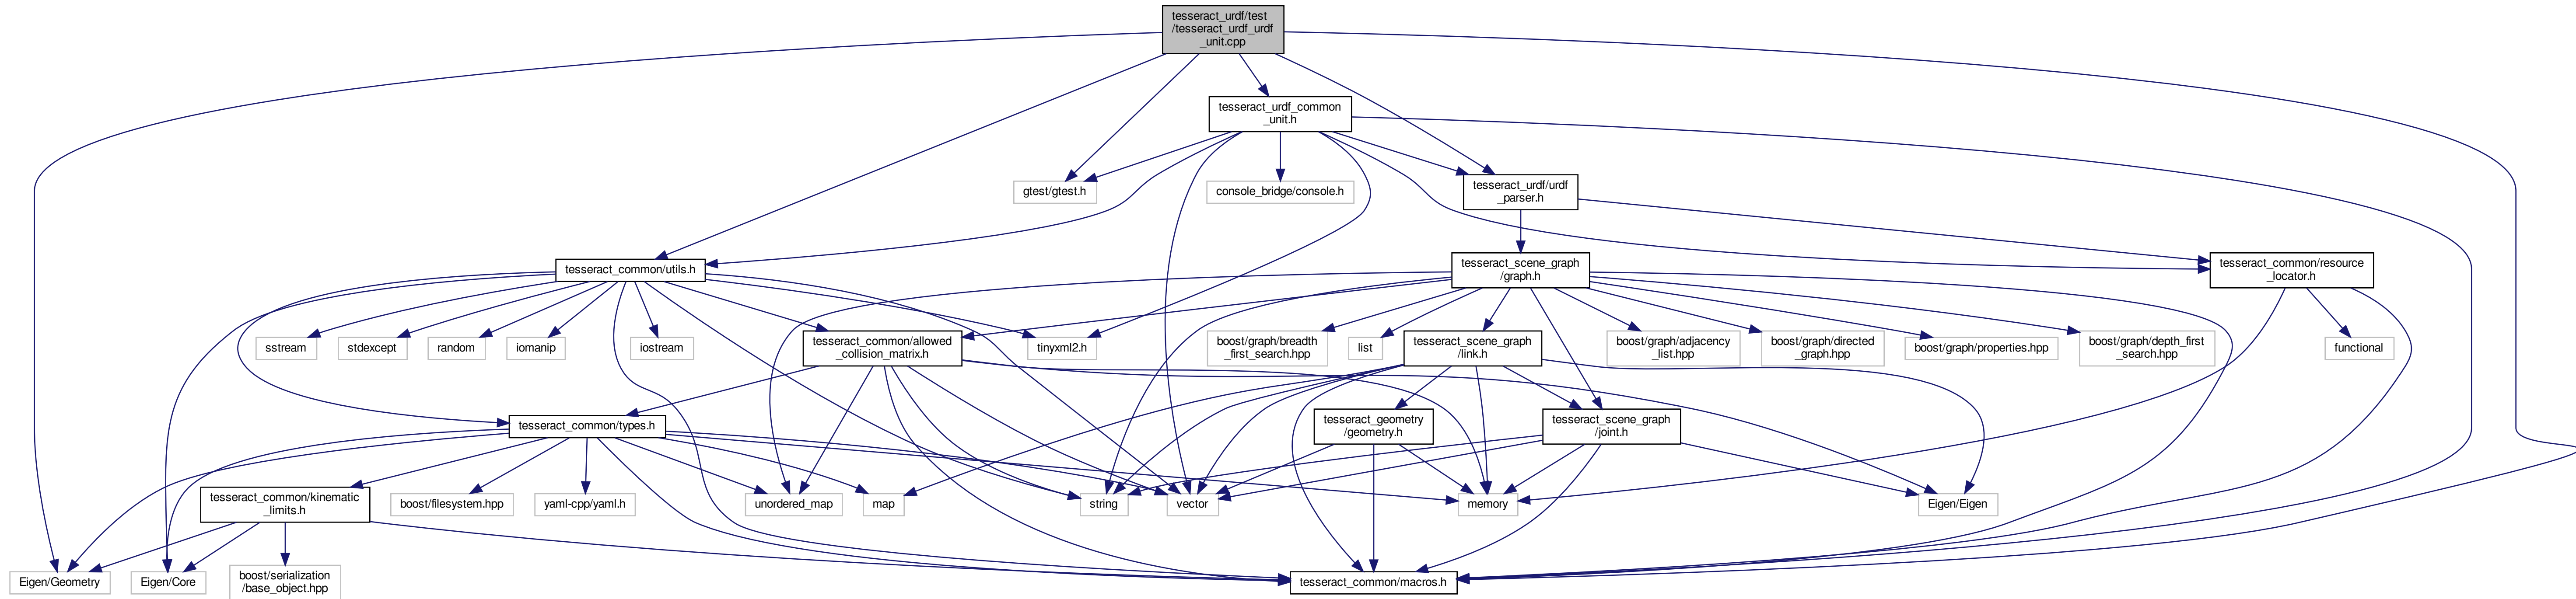 tesseract_urdf/test
/tesseract_urdf_urdf
_unit.cpp
tesseract_urdf_common
_unit.h
gtest/gtest.h
console_bridge/console.h
tesseract_urdf/urdf
_parser.h
tesseract_common/utils.h
tesseract_scene_graph
/graph.h
tesseract_common/resource
_locator.h
sstream
stdexcept
random
iomanip
iostream
tesseract_common/allowed
_collision_matrix.h
tinyxml2.h
boost/graph/breadth
_first_search.hpp
list
tesseract_scene_graph
/link.h
boost/graph/adjacency
_list.hpp
boost/graph/directed
_graph.hpp
boost/graph/properties.hpp
boost/graph/depth_first
_search.hpp
functional
tesseract_common/types.h
tesseract_geometry
/geometry.h
tesseract_scene_graph
/joint.h
tesseract_common/kinematic
_limits.h
boost/filesystem.hpp
yaml-cpp/yaml.h
unordered_map
map
string
vector
memory
Eigen/Eigen
Eigen/Geometry
Eigen/Core
boost/serialization
/base_object.hpp
tesseract_common/macros.h